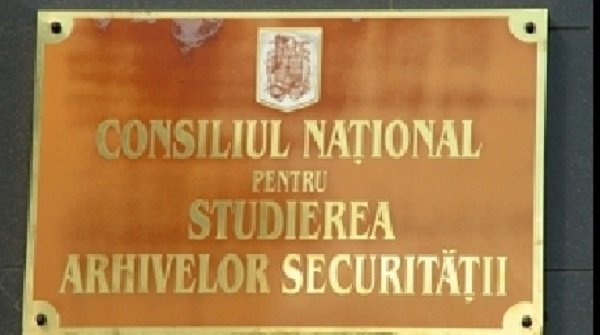 CONSILIUL NAȚIONAL
PENTRU
STUDIEREA
ARHIVELOR SECURITĂȚII